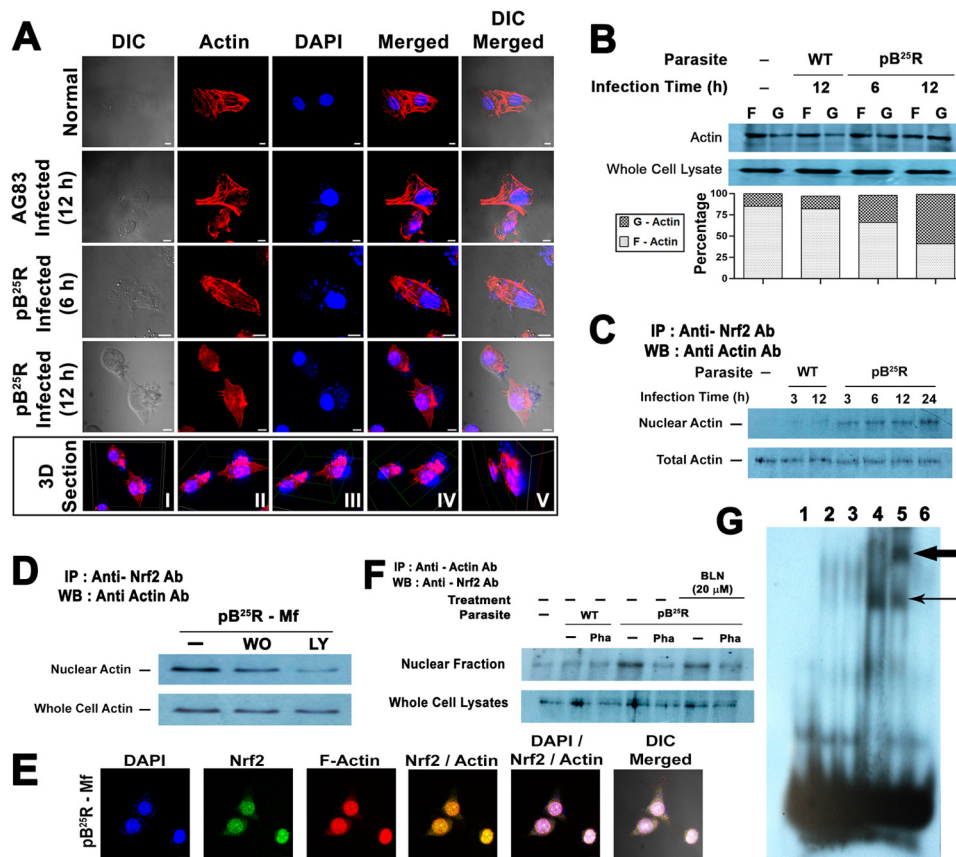 A
DIC Actin DAPI Merged DIC Merged
Normal
AG83 Infected (12 h)
pB²⁵R Infected (6 h)
pB²⁵R Infected (12 h)
3D Section
I II III IV V
B
Parasite – WT pB²⁵R
Infection Time (h) – 12 6 12
F G F G F G F G
Actin
Whole Cell Lysate
Percentage
100
75
50
25
0
G - Actin
F - Actin
C
IP : Anti- Nrf2 Ab
WB : Anti Actin Ab
Parasite – WT pB²⁵R
Infection Time (h) 3 12 3 6 12 24
Nuclear Actin –
Total Actin –
D
IP : Anti- Nrf2 Ab
WB : Anti Actin Ab
pB²⁵R - Mf
– WO LY
Nuclear Actin –
Whole Cell Actin –
E
DAPI Nrf2 F-Actin Nrf2 / Actin DAPI / Nrf2 / Actin DIC Merged
pB²⁵R - Mf
F
IP : Anti - Actin Ab
WB : Anti - Nrf2 Ab
BLN (20 µM)
Treatment – – – – –
Parasite – WT pB²⁵R
– Pha – Pha – Pha
Nuclear Fraction
Whole Cell Lysates
G
1 2 3 4 5 6